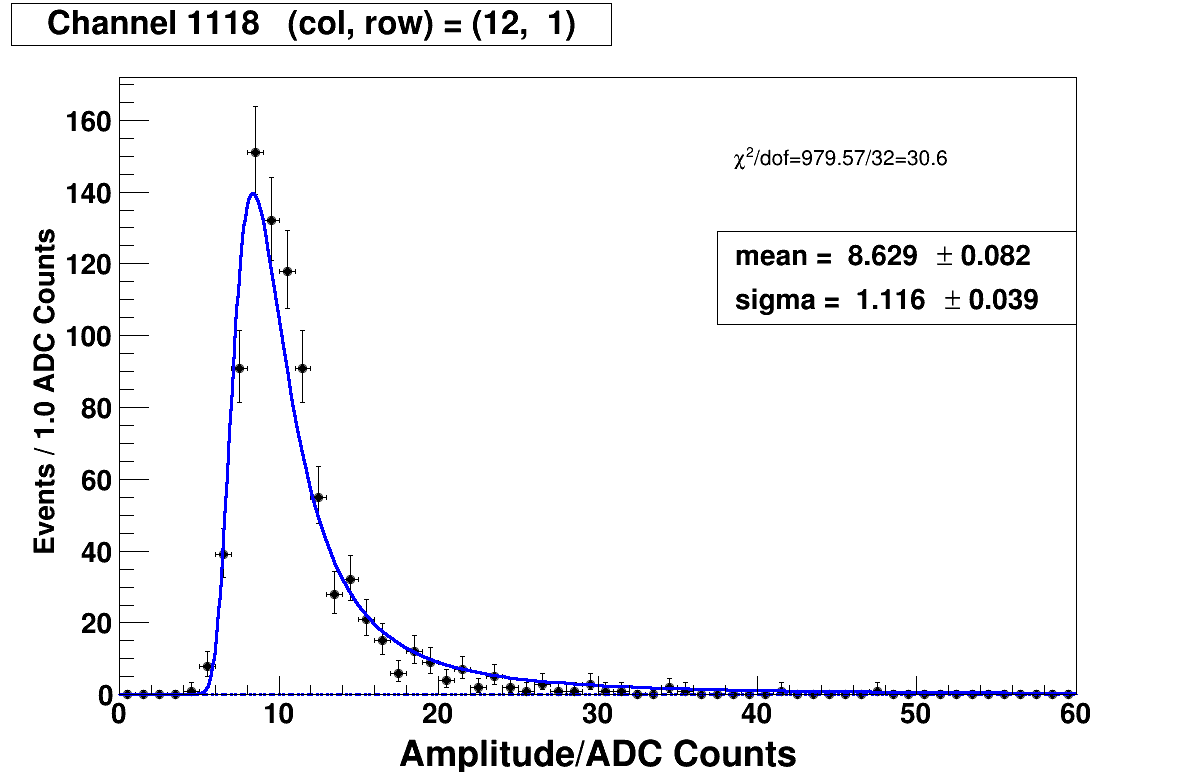 Channel 1118 (col, row) = (12, 1)
χ²/dof=979.57/32=30.6
mean = 8.629 ± 0.082
sigma = 1.116 ± 0.039
Events / 1.0 ADC Counts
160
140
120
100
80
60
40
20
0
0 10 20 30 40 50 60
Amplitude/ADC Counts